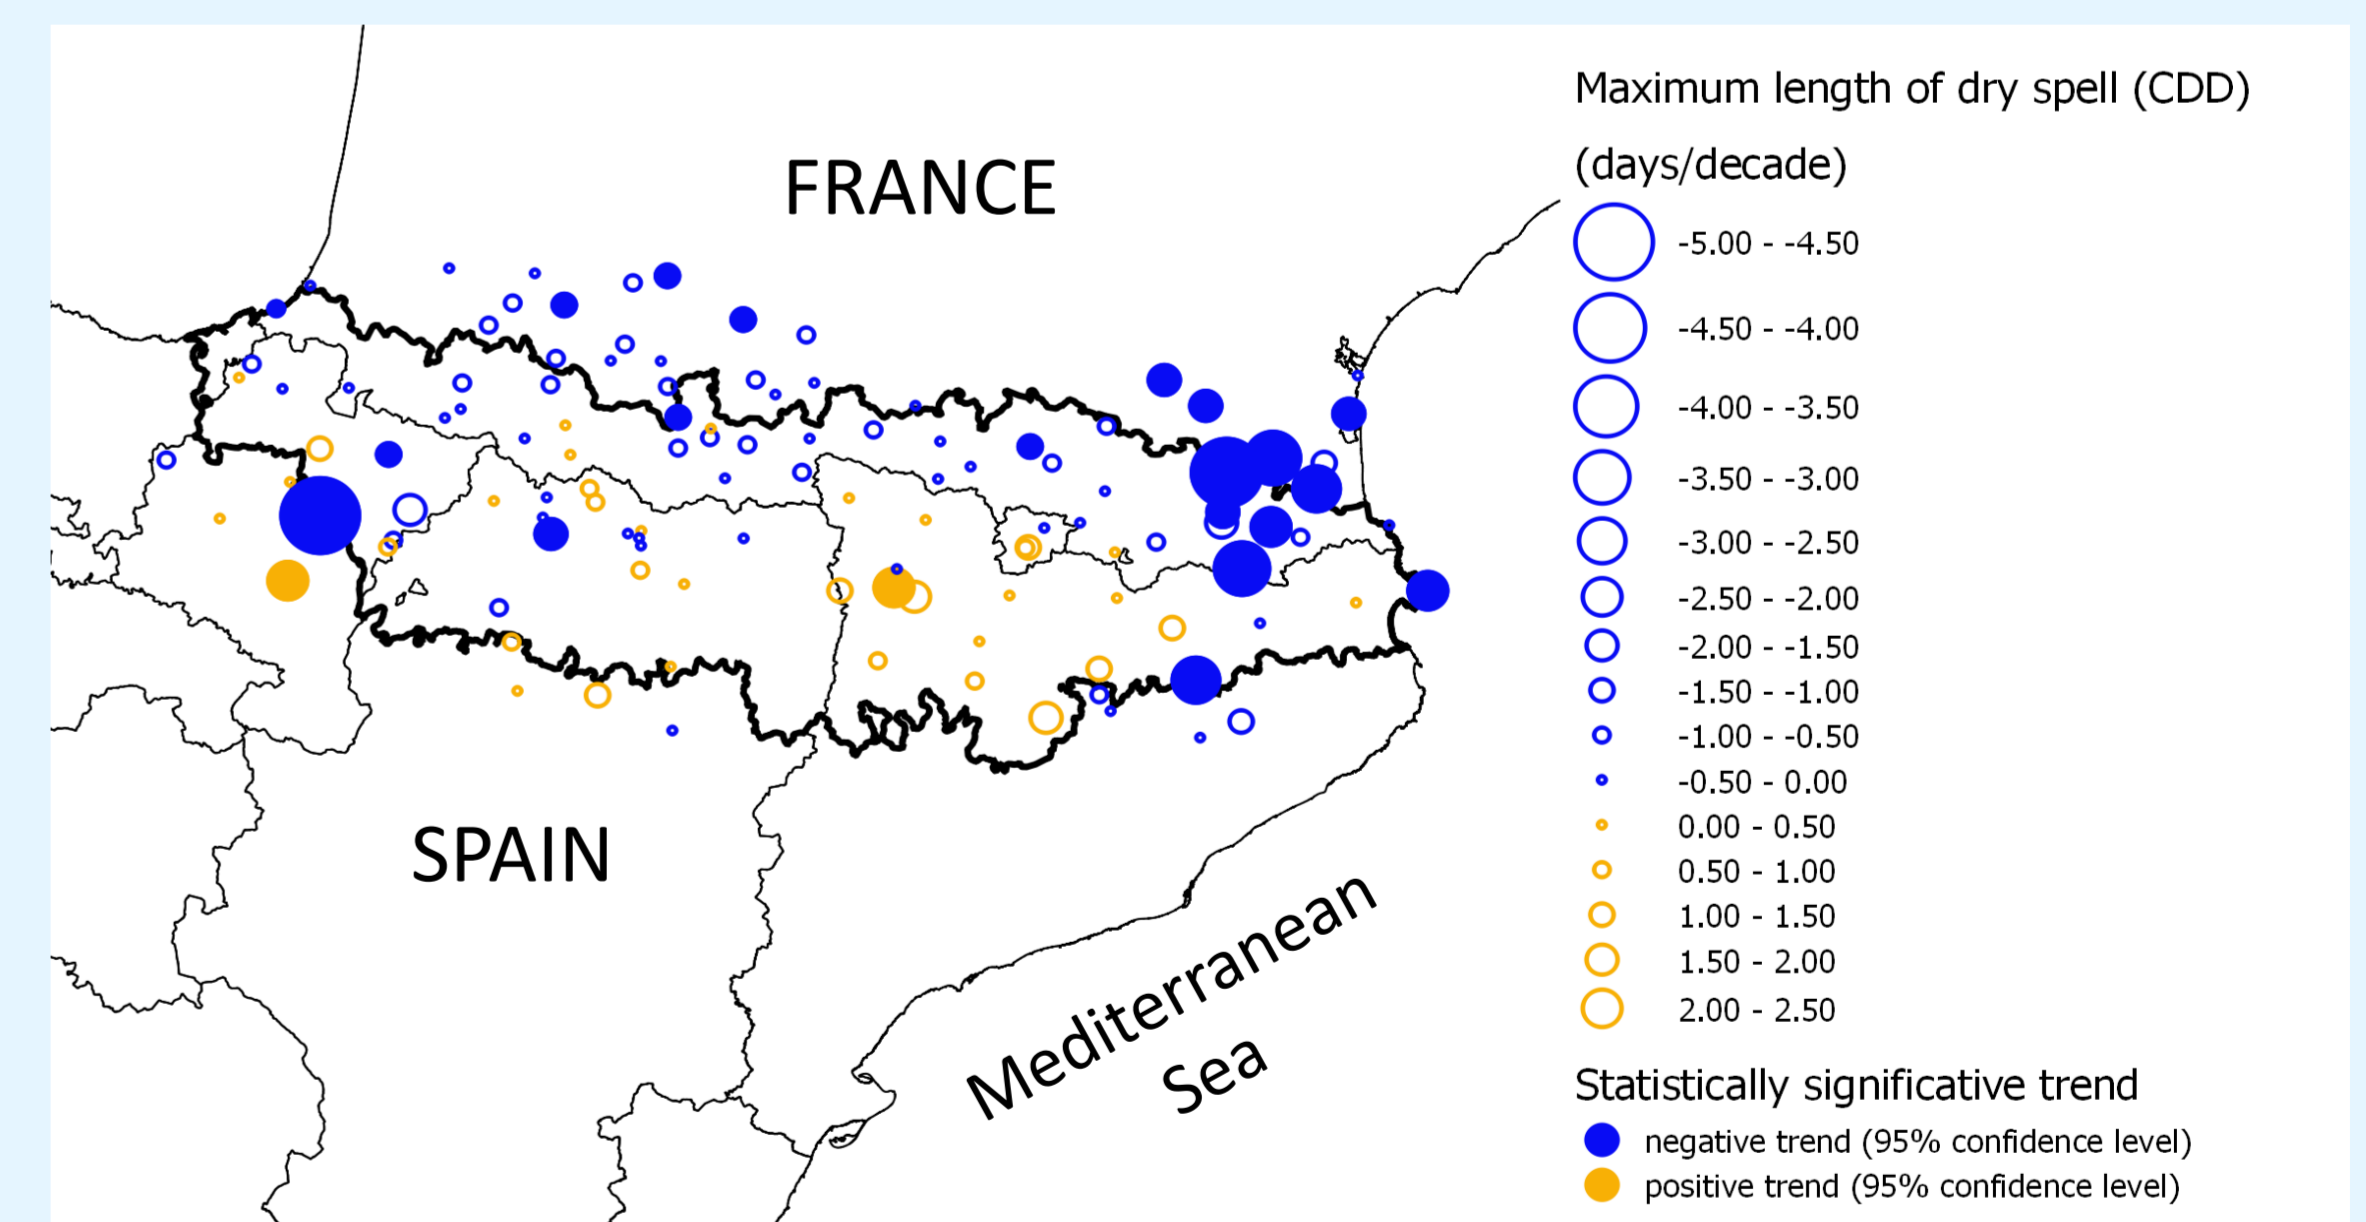 FRANCE
SPAIN
Mediterranean
Sea
Maximum length of dry spell (CDD)
(days/decade)
-5.00 - -4.50
-4.50 - -4.00
-4.00 - -3.50
-3.50 - -3.00
-3.00 - -2.50
-2.50 - -2.00
-2.00 - -1.50
-1.50 - -1.00
-1.00 - -0.50
-0.50 - 0.00
0.00 - 0.50
0.50 - 1.00
1.00 - 1.50
1.50 - 2.00
2.00 - 2.50
Statistically significative trend
negative trend (95% confidence level)
positive trend (95% confidence level)